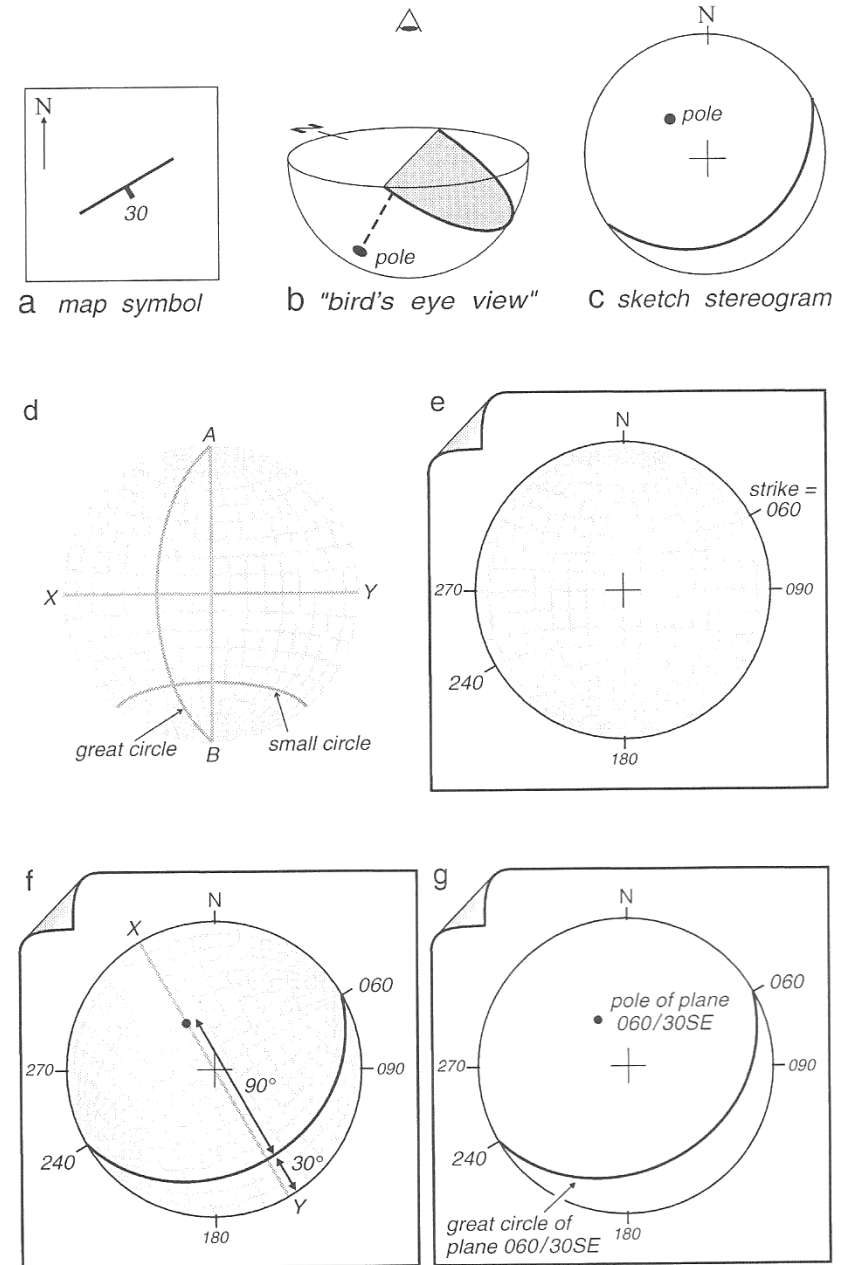 N
30
a map symbol
N
pole
b "bird's eye view"
N
pole
c sketch stereogram
d
A
X
Y
great circle
small circle
B
e
N
strike =
060
270
090
240
180
f
N
X
060
270
090
90°
240
30°
Y
180
g
N
060
pole of plane
060/30SE
270
090
240
great circle of
plane 060/30SE
180